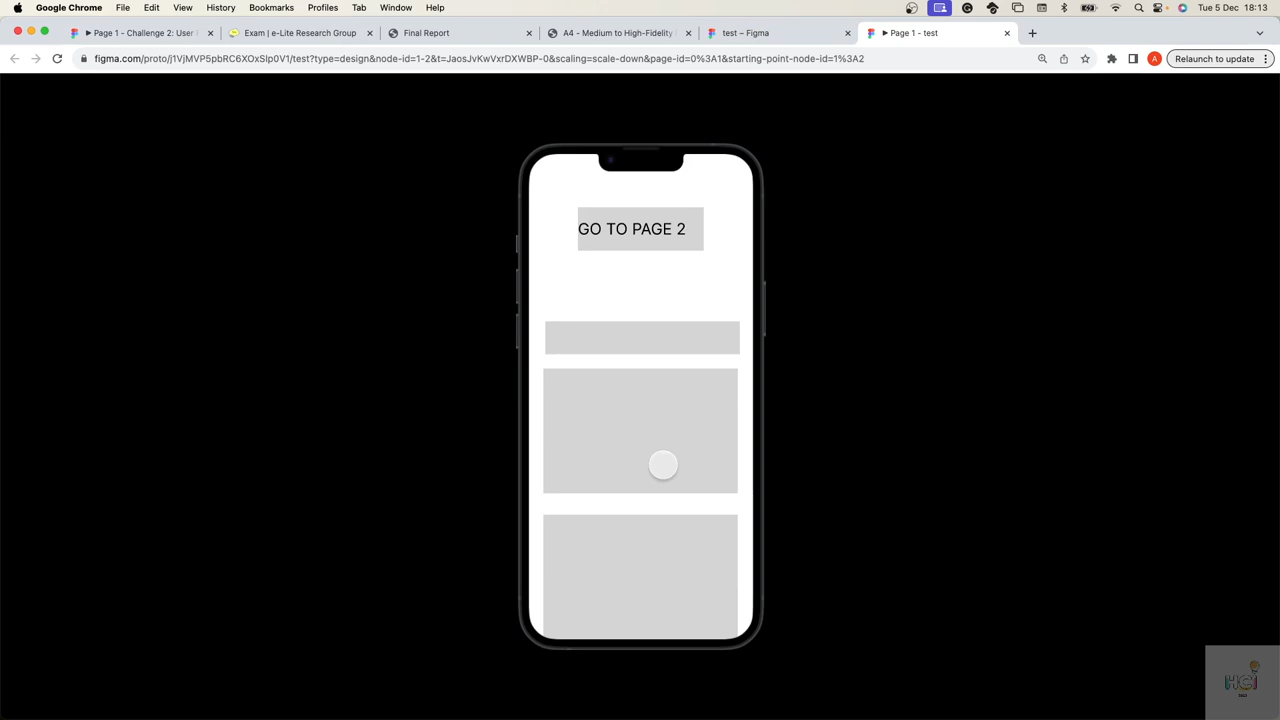 Google Chrome File Edit View History Bookmarks Profiles Tab Window Help Tue 5 Dec 18:13
Page 1 - Challenge 2: User Exam | e-Lite Research Group Final Report A4 - Medium to High-Fidelity test – Figma Page 1 - test
figma.com/proto/j1VjMVP5pbRC6XOxSlp0V1/test?type=design&node-id=1-2&t=JaosJvKwVxrDXWBP-0&scaling=scale-down&page-id=0%3A1&starting-point-node-id=1%3A2 A Relaunch to update
GO TO PAGE 2
HCI